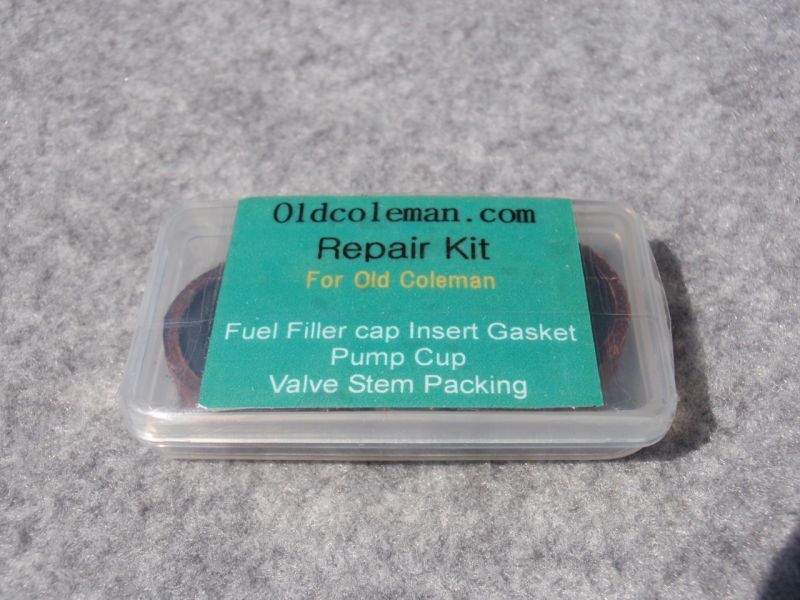 Oldcoleman.com
Repair Kit
For Old Coleman
Fuel Filler cap Insert Gasket
Pump Cup
Valve Stem Packing